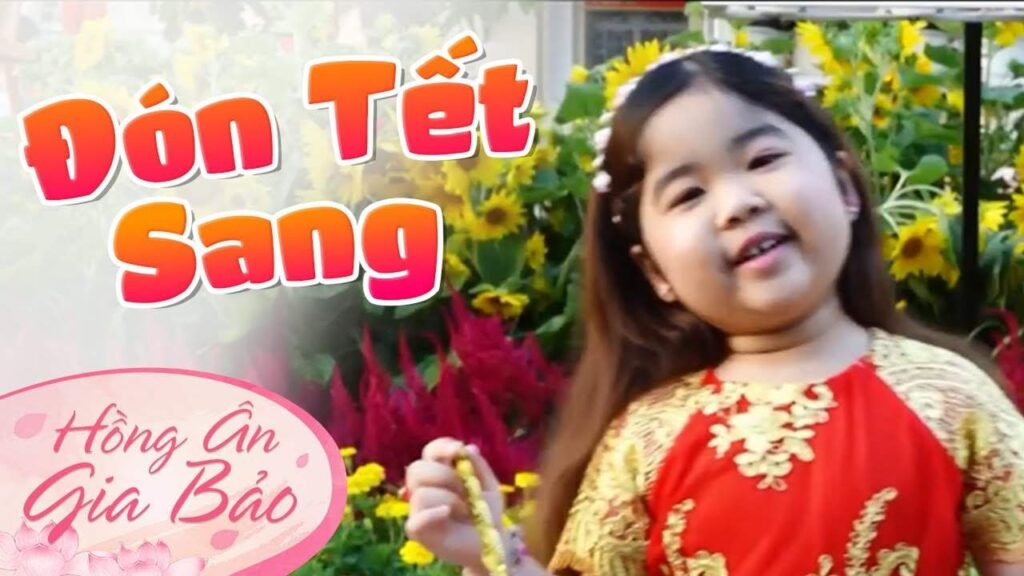 Đón Tết
Sang
Hồng Ân
Gia Bảo